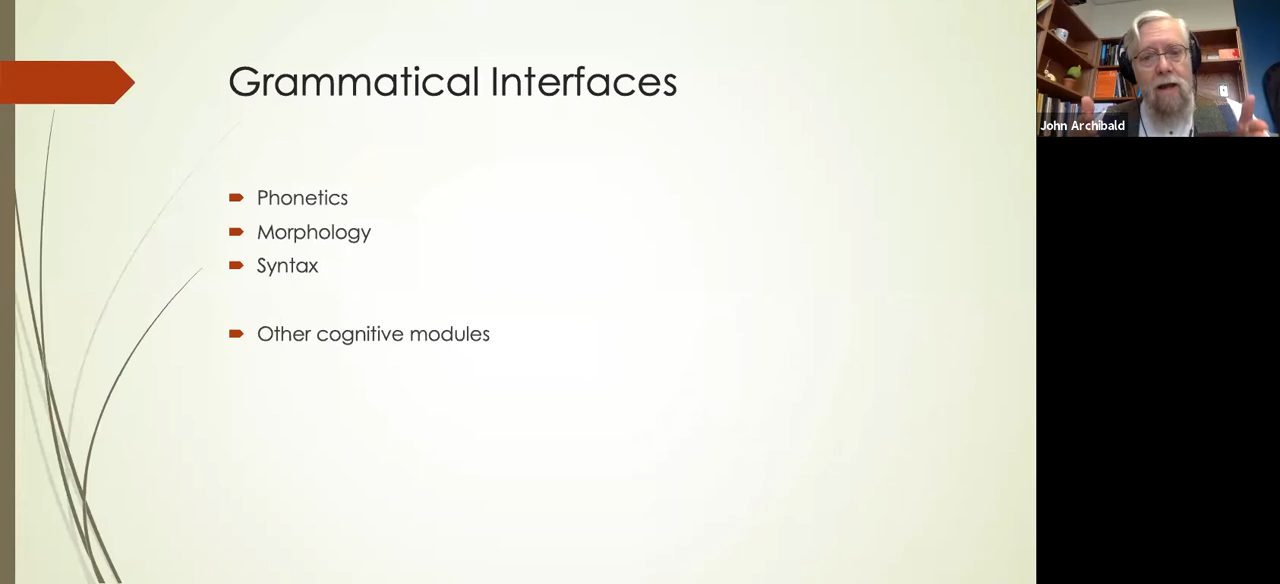 Grammatical Interfaces
Phonetics
Morphology
Syntax
Other cognitive modules
John Archibald